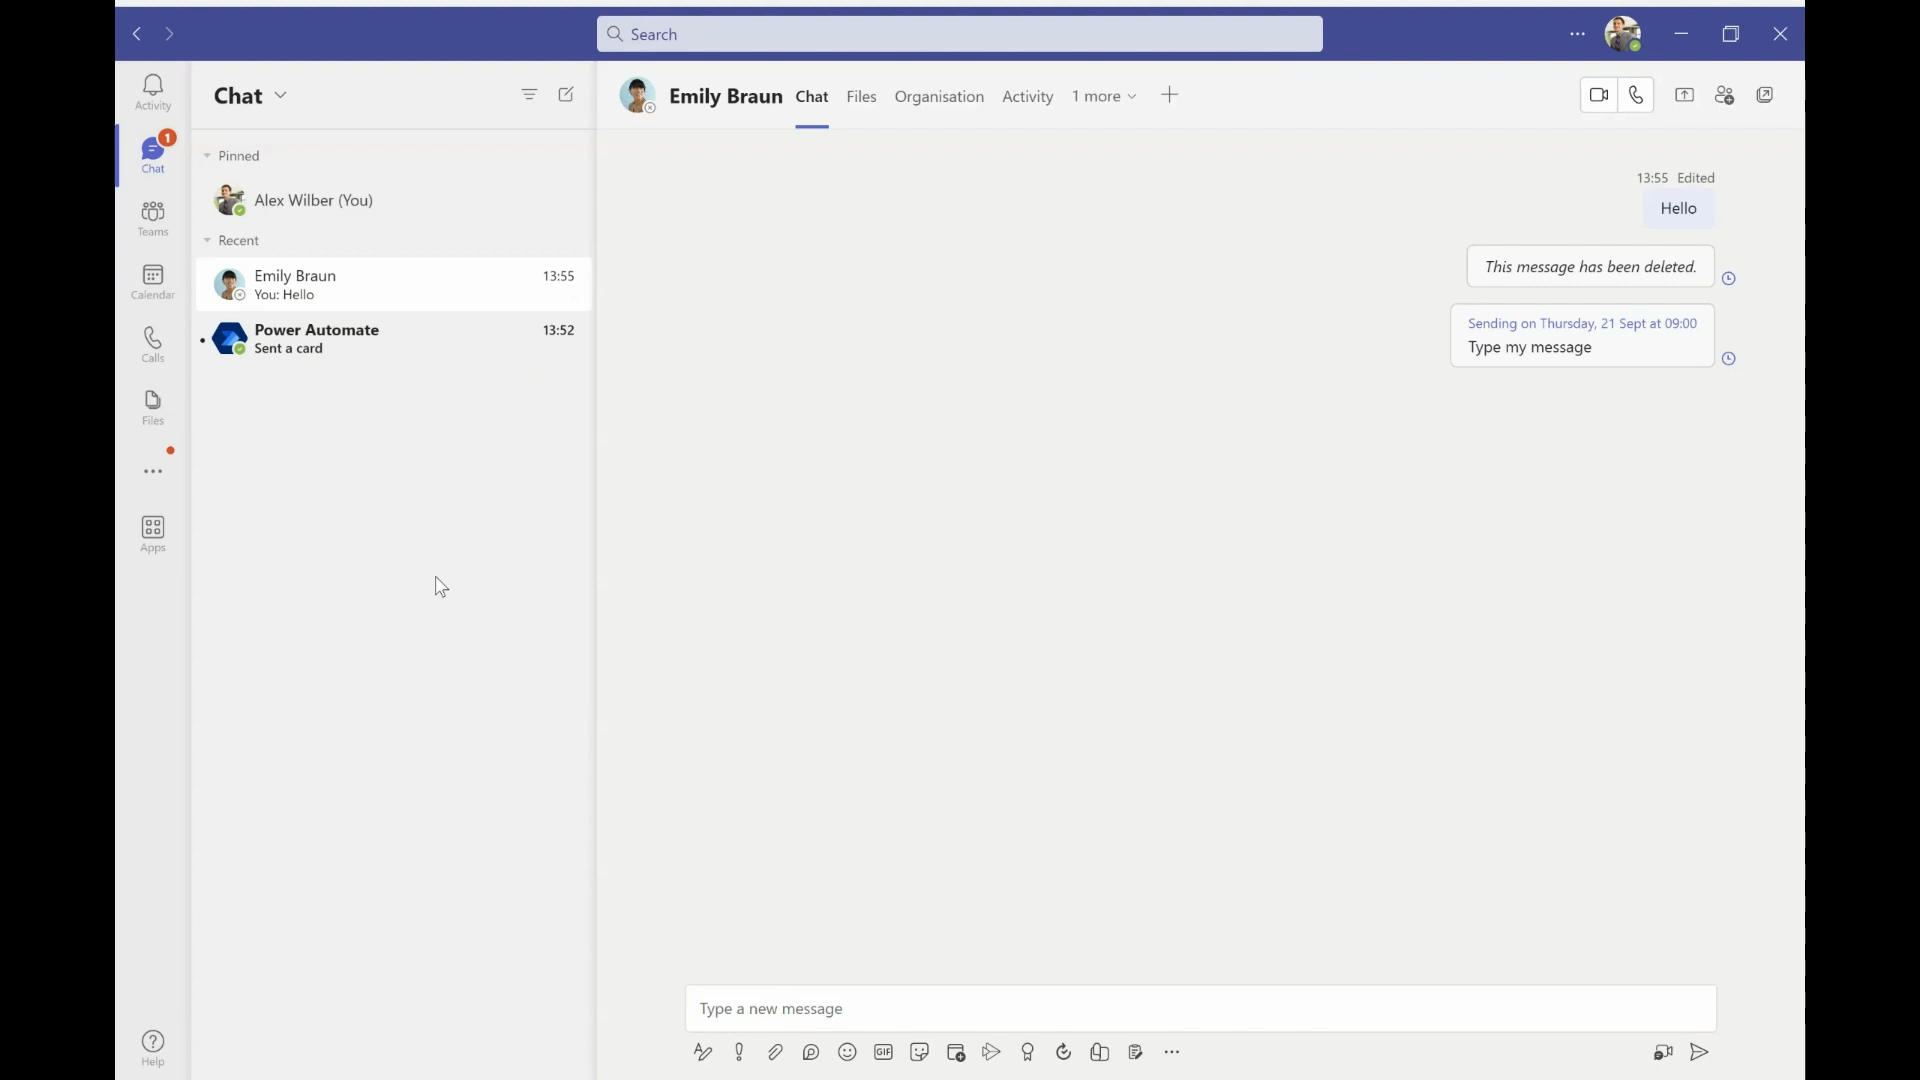 Search
Activity
1
Chat
Teams
Calendar
Calls
Files
Apps
Help
Chat
Pinned
Alex Wilber (You)
Recent
Emily Braun 13:55
You: Hello
Power Automate 13:52
Sent a card
Emily Braun Chat Files Organisation Activity 1 more
13:55 Edited
Hello
This message has been deleted.
Sending on Thursday, 21 Sept at 09:00
Type my message
Type a new message
GIF